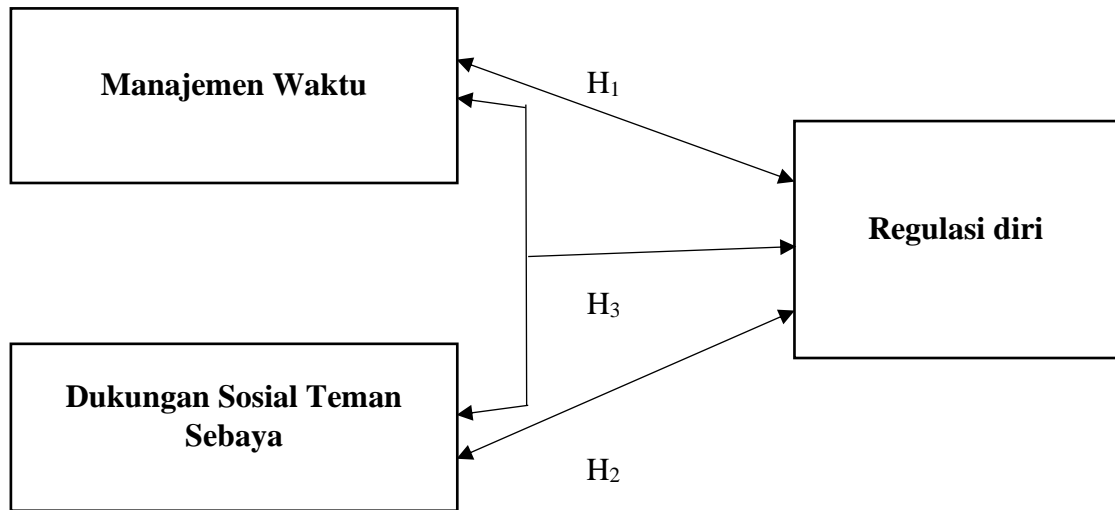 Manajemen Waktu
H₁
Regulasi diri
H₃
Dukungan Sosial Teman
Sebaya
H₂